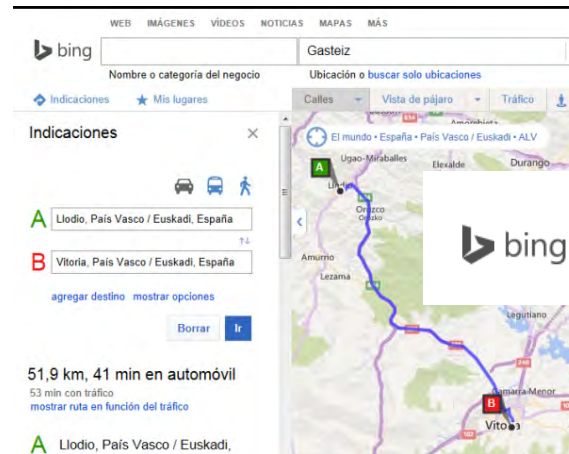 WEB IMÁGENES VÍDEOS NOTICIAS MAPAS MÁS
bing
Gasteiz
Nombre o categoría del negocio
Ubicación o buscar solo ubicaciones
Indicaciones Mis lugares
Calles Vista de pájaro Tráfico
Indicaciones
El mundo • España • País Vasco / Euskadi • ALV
A
Llodio, País Vasco / Euskadi, España
B
Vitoria, País Vasco / Euskadi, España
agregar destino mostrar opciones
Borrar Ir
51,9 km, 41 min en automóvil
53 min con tráfico
mostrar ruta en función del tráfico
A Llodio, País Vasco / Euskadi,
Amorebieta
Ugao-Miraballes
Elexalde
Durango
A
Orozco
Orozko
bing
Amurrio
Lezama
Legutiano
240
B